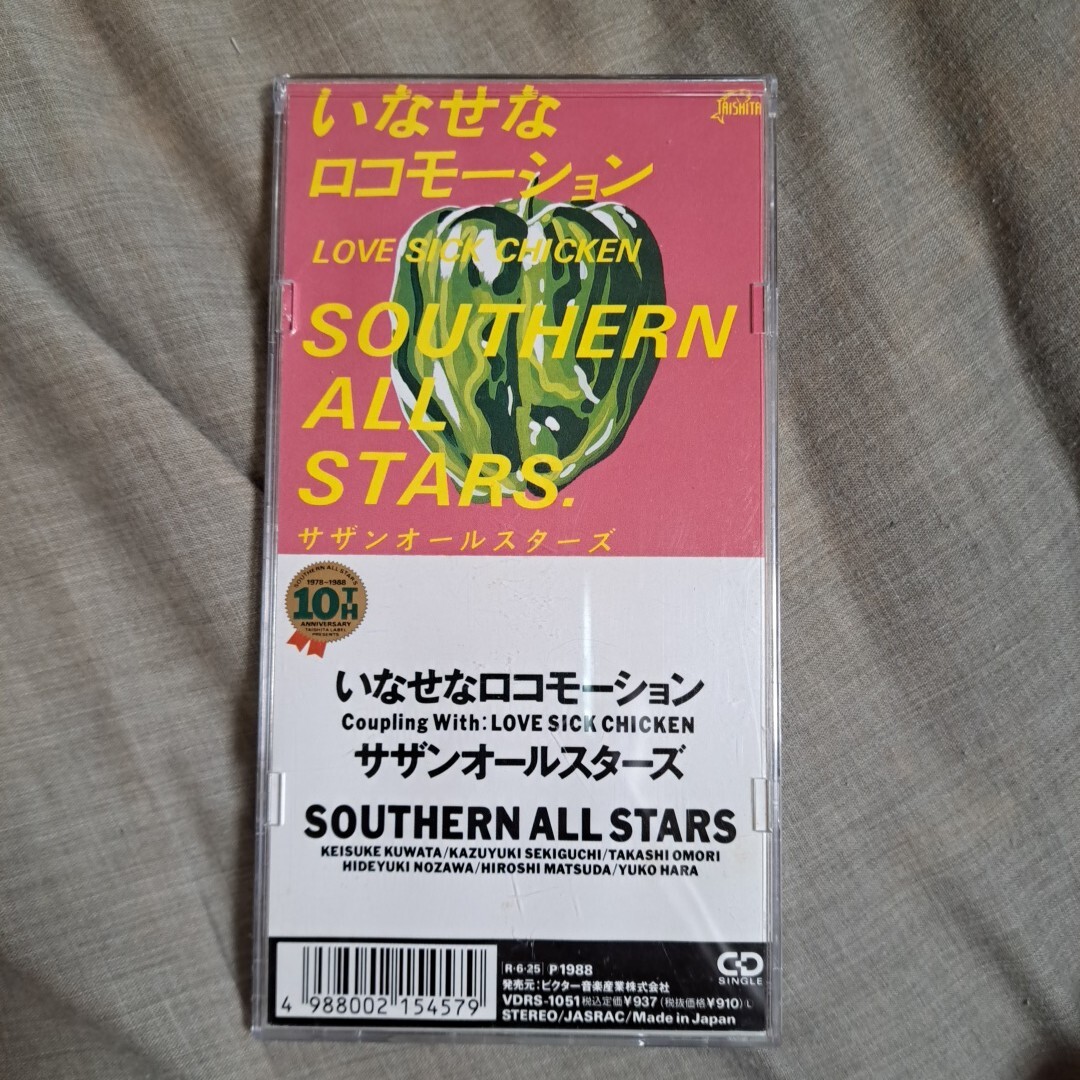 いなせな
ロコモーション
TAISHITA
LOVE SICK CHICKEN
SOUTHERN
ALL
STARS.
サザンオールスターズ
SOUTHERN ALL STARS
1978-1988
10TH
ANNIVERSARY
TAISHITA LABEL
PRESENTS
いなせなロコモーション
Coupling With: LOVE SICK CHICKEN
サザンオールスターズ
SOUTHERN ALL STARS
KEISUKE KUWATA/KAZUYUKI SEKIGUCHI/TAKASHI OMORI
HIDEYUKI NOZAWA/HIROSHI MATSUDA/YUKO HARA
4 988002 154579
R・6・25 P1988
発売元：ビクター音楽産業株式会社
VDRS-1051 税込定価¥937 (税抜価格¥910) L
STEREO/JASRAC/Made in Japan
CD
SINGLE